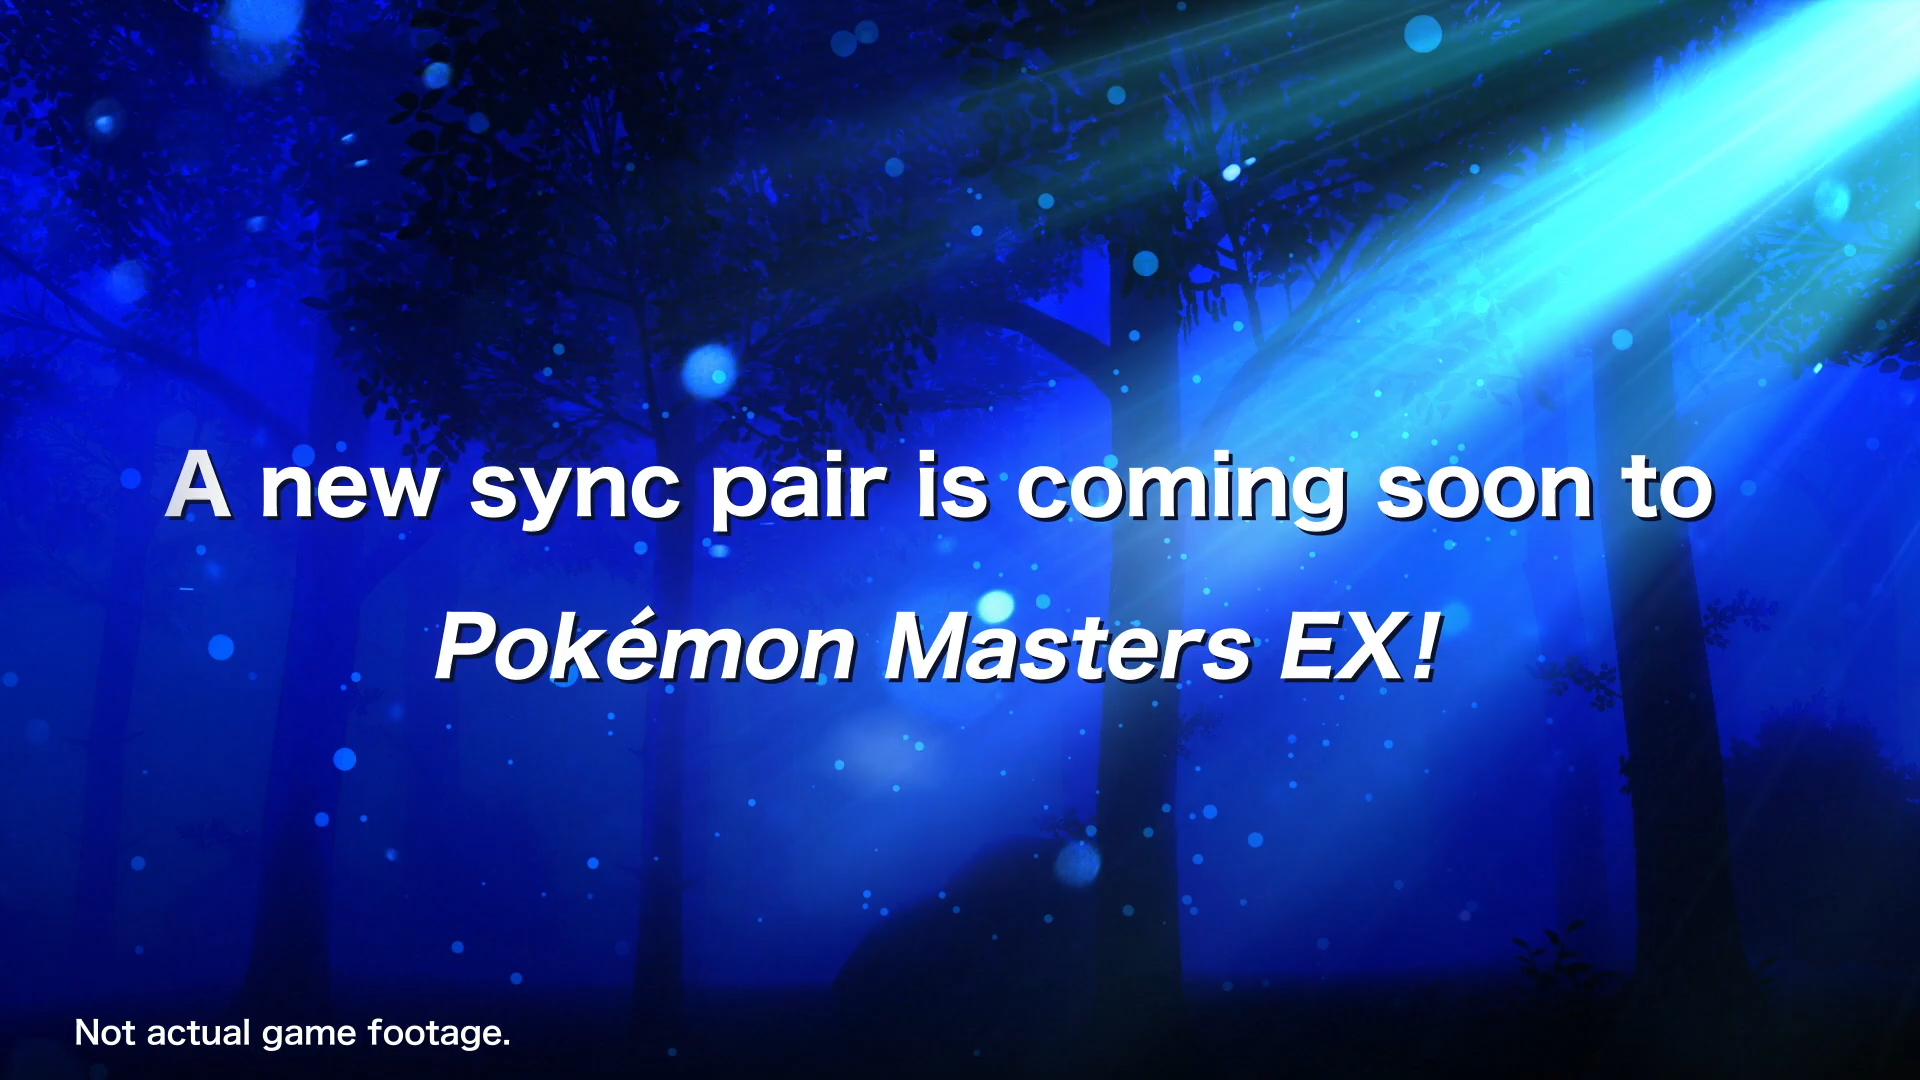 A new sync pair is coming soon to
Pokémon Masters EX!
Not actual game footage.